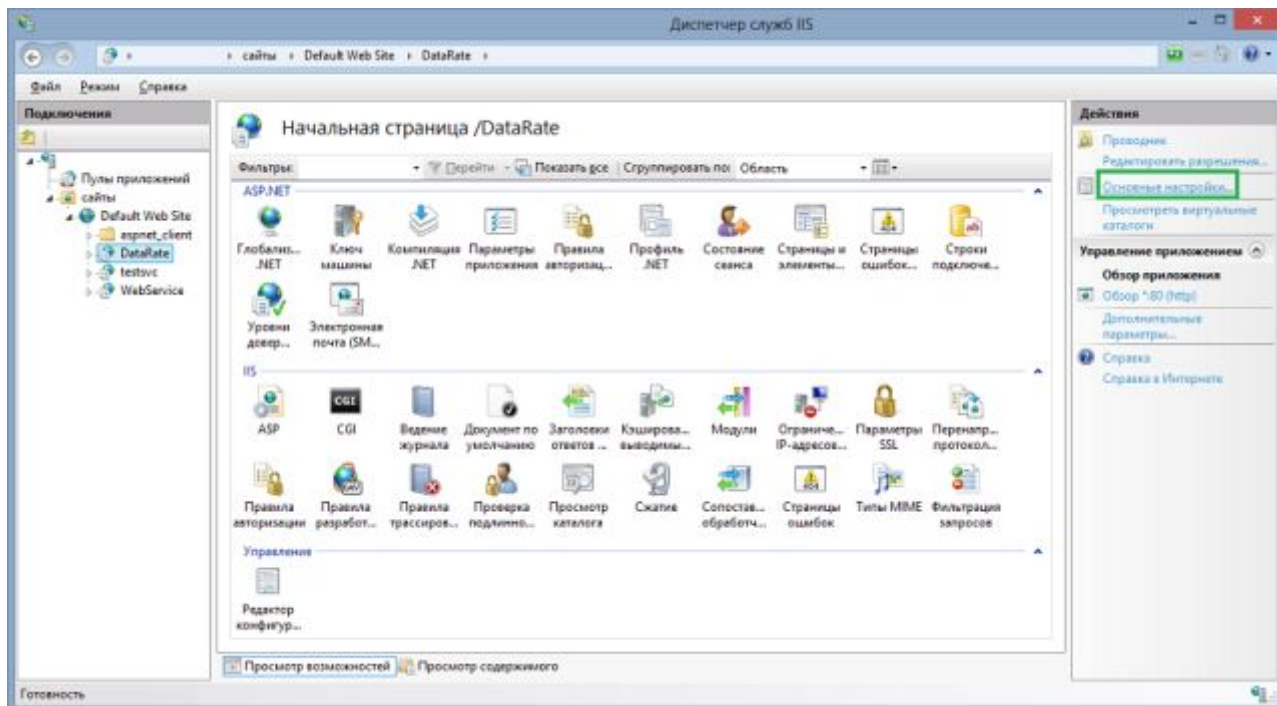 Диспетчер служб IIS
сайты Default Web Site DataRate
Файл Режим Справка
Подключения
Пулы приложений
сайты
Default Web Site
aspnet_client
DataRate
testsvc
WebService
Начальная страница /DataRate
Фильтры: Перейти Показать все Сгруппировать по: Область
ASP.NET
Глобализ... Ключ Компиляция Параметры Правила Профиль Состояние Страницы и Страницы Строки
.NET машины .NET приложения авторизац... .NET сеанса элементы... ошибок... подключе...
Уровни Электронная
довер... почта (SM...
IIS
CGI
ASP CGI Ведение Документ по Заголовки Кэширова... Модули Ограниче... Параметры Перенапр...
журнала умолчанию ответов ... выводимы... IP-адресов... SSL протокол...
Правила Правила Правила Проверка Просмотр Сжатие Сопостав... Страницы Типы MIME Фильтрация
авторизации разработ... трассиров... подлинно... каталога обработч... ошибок запросов
Управление
Редактор
конфигур...
Просмотр возможностей Просмотр содержимого
Готовность
Действия
Проводник
Редактировать разрешения...
Основные настройки...
Просмотреть виртуальные
каталоги
Управление приложением
Обзор приложения
Обзор *:80 (http)
Дополнительные
параметры...
Справка
Справка в Интернете